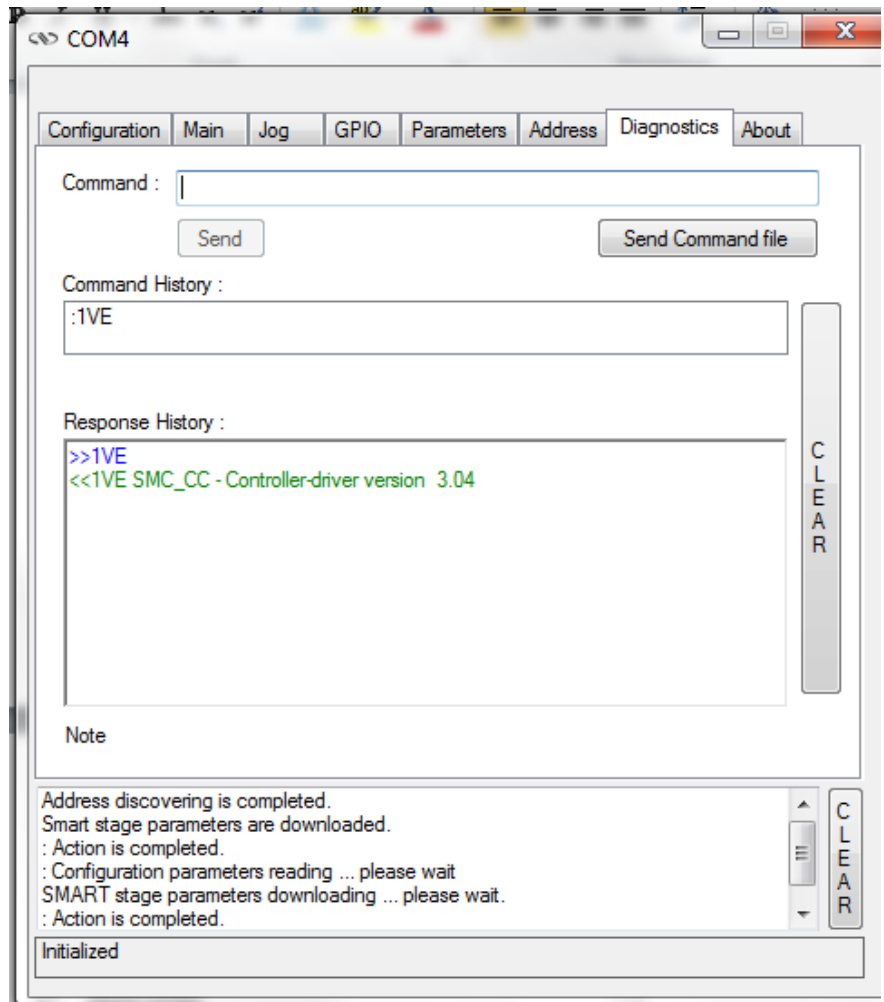 COM4
Configuration Main Jog GPIO Parameters Address Diagnostics About
Command :
Send Send Command file
Command History :
:1VE
Response History :
>>1VE
<<1VE SMC_CC - Controller-driver version  3.04
C
L
E
A
R
Note
Address discovering is completed.
Smart stage parameters are downloaded.
: Action is completed.
: Configuration parameters reading ... please wait
SMART stage parameters downloading ... please wait.
: Action is completed.
C
L
E
A
R
Initialized